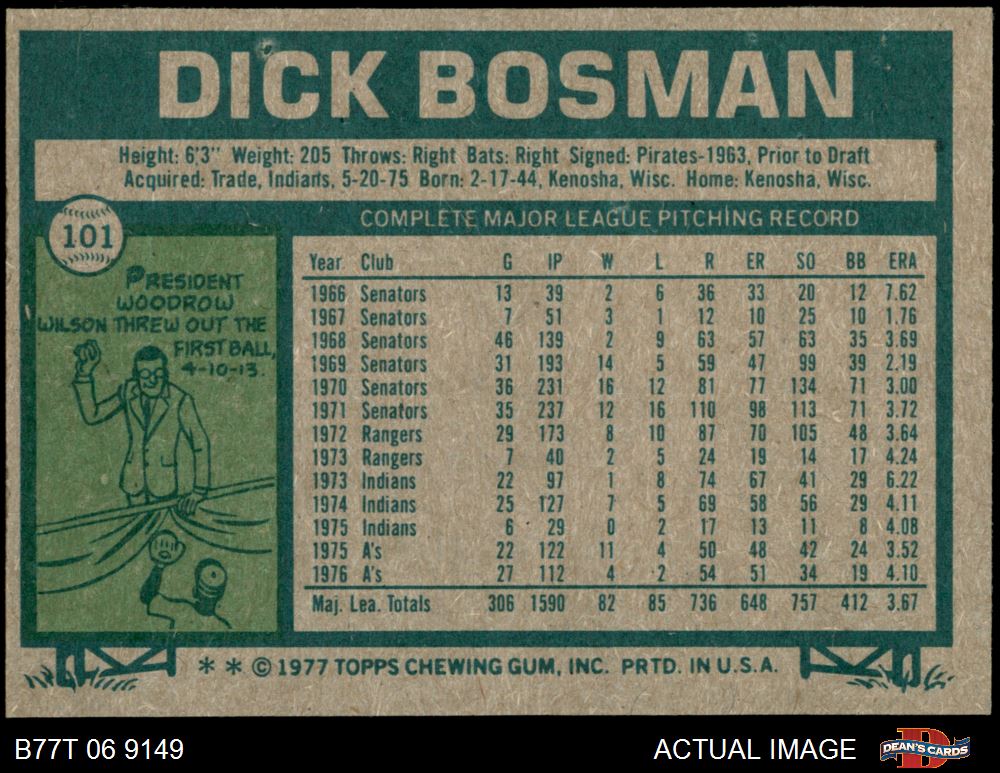 DICK BOSMAN
Height: 6'3" Weight: 205 Throws: Right Bats: Right Signed: Pirates-1963, Prior to Draft
Acquired: Trade, Indians, 5-20-75 Born: 2-17-44, Kenosha, Wisc. Home: Kenosha, Wisc.
101
PRESIDENT
WOODROW
WILSON THREW OUT THE
FIRST BALL,
4-10-13.
COMPLETE MAJOR LEAGUE PITCHING RECORD
Year Club G IP W L R ER SO BB ERA
1966 Senators 13 39 2 6 36 33 20 12 7.62
1967 Senators 7 51 3 1 12 10 25 10 1.76
1968 Senators 46 139 2 9 63 57 63 35 3.69
1969 Senators 31 193 14 5 59 47 99 39 2.19
1970 Senators 36 231 16 12 81 77 134 71 3.00
1971 Senators 35 237 12 16 110 98 113 71 3.72
1972 Rangers 29 173 8 10 87 70 105 48 3.64
1973 Rangers 7 40 2 5 24 19 14 17 4.24
1973 Indians 22 97 1 8 74 67 41 29 6.22
1974 Indians 25 127 7 5 69 58 56 29 4.11
1975 Indians 6 29 0 2 17 13 11 8 4.08
1975 A's 22 122 11 4 50 48 42 24 3.52
1976 A's 27 112 4 2 54 51 34 19 4.10
Maj. Lea. Totals 306 1590 82 85 736 648 757 412 3.67
* * © 1977 TOPPS CHEWING GUM, INC. PRTD. IN U.S.A.
B77T 06 9149
ACTUAL IMAGE
DEAN'S CARDS